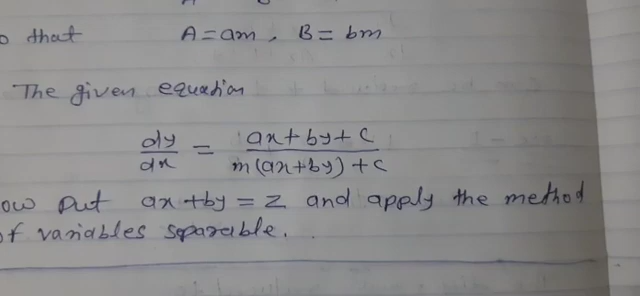 that A = am, B = bm
The given equation
dy/dx = ax + by + c / m(ax+by) + c
put ax + by = z and apply the method
of variables separable.